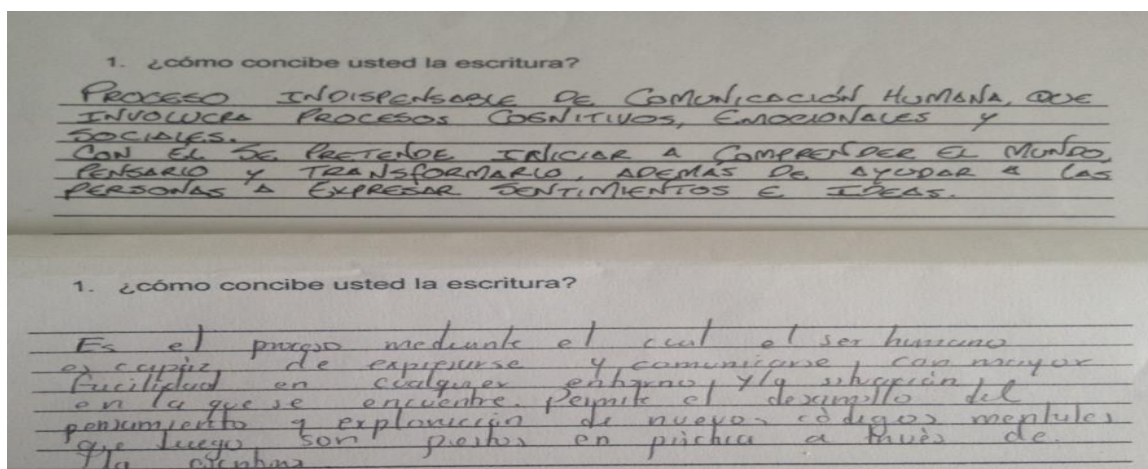 1. ¿cómo concibe usted la escritura?
PROCESO INDISPENSABLE DE COMUNICACIÓN HUMANA, QUE
INVOLUCRA PROCESOS COGNITIVOS, EMOCIONALES Y
SOCIALES.
CON EL SE PRETENDE INICIAR A COMPRENDER EL MUNDO,
PENSARLO Y TRANSFORMARLO, ADEMÁS DE AYUDAR A LAS
PERSONAS A EXPRESAR SENTIMIENTOS E IDEAS.
1. ¿cómo concibe usted la escritura?
Es el proceso mediante el cual el ser humano
es capáz de expresarse y comunicarse, con mayor
facilidad en cualquier entorno, y/a situación
en la que se encuentre. Permite el desarrollo del
pensamiento y exploración de nuevos códigos mentales
que luego son puestos en práctica a través de
la escritura